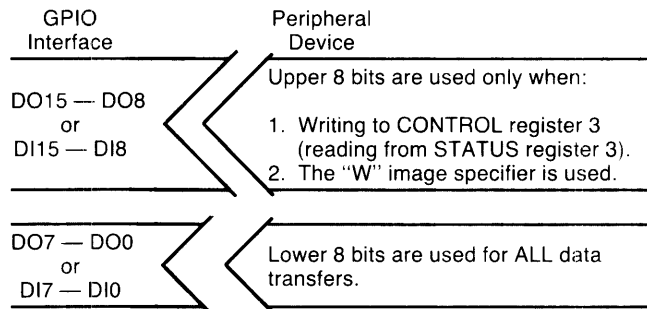 GPIO
Interface
Peripheral
Device
DO15 — DO8
or
DI15 — DI8
Upper 8 bits are used only when:
1. Writing to CONTROL register 3
(reading from STATUS register 3).
2. The "W" image specifier is used.
DO7 — DO0
or
DI7 — DI0
Lower 8 bits are used for ALL data
transfers.